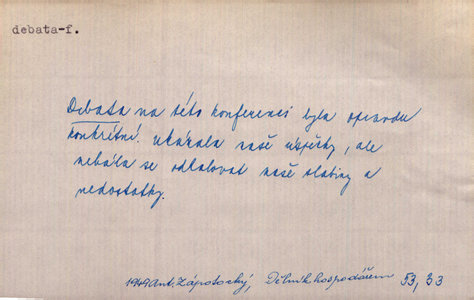 debata-f.
Debata na této konferenci byla opravdu
konkrétní. Ukázala naše úspěchy, ale
nebála se odhalovat naše slabiny a
nedostatky.
1949 Ant. Zápotocký, Dělník hospodářem 53, 33